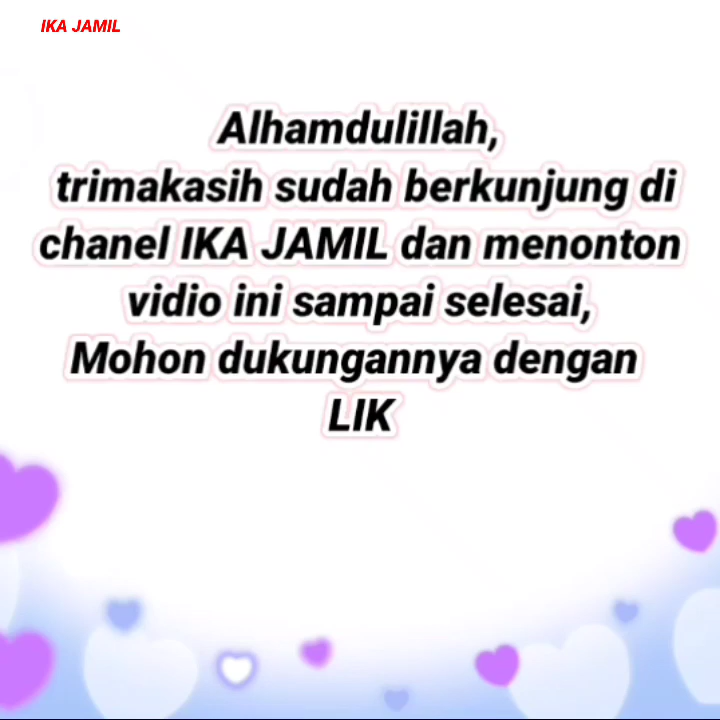 IKA JAMIL
Alhamdulillah,
trimakasih sudah berkunjung di
chanel IKA JAMIL dan menonton
vidio ini sampai selesai,
Mohon dukungannya dengan
LIK